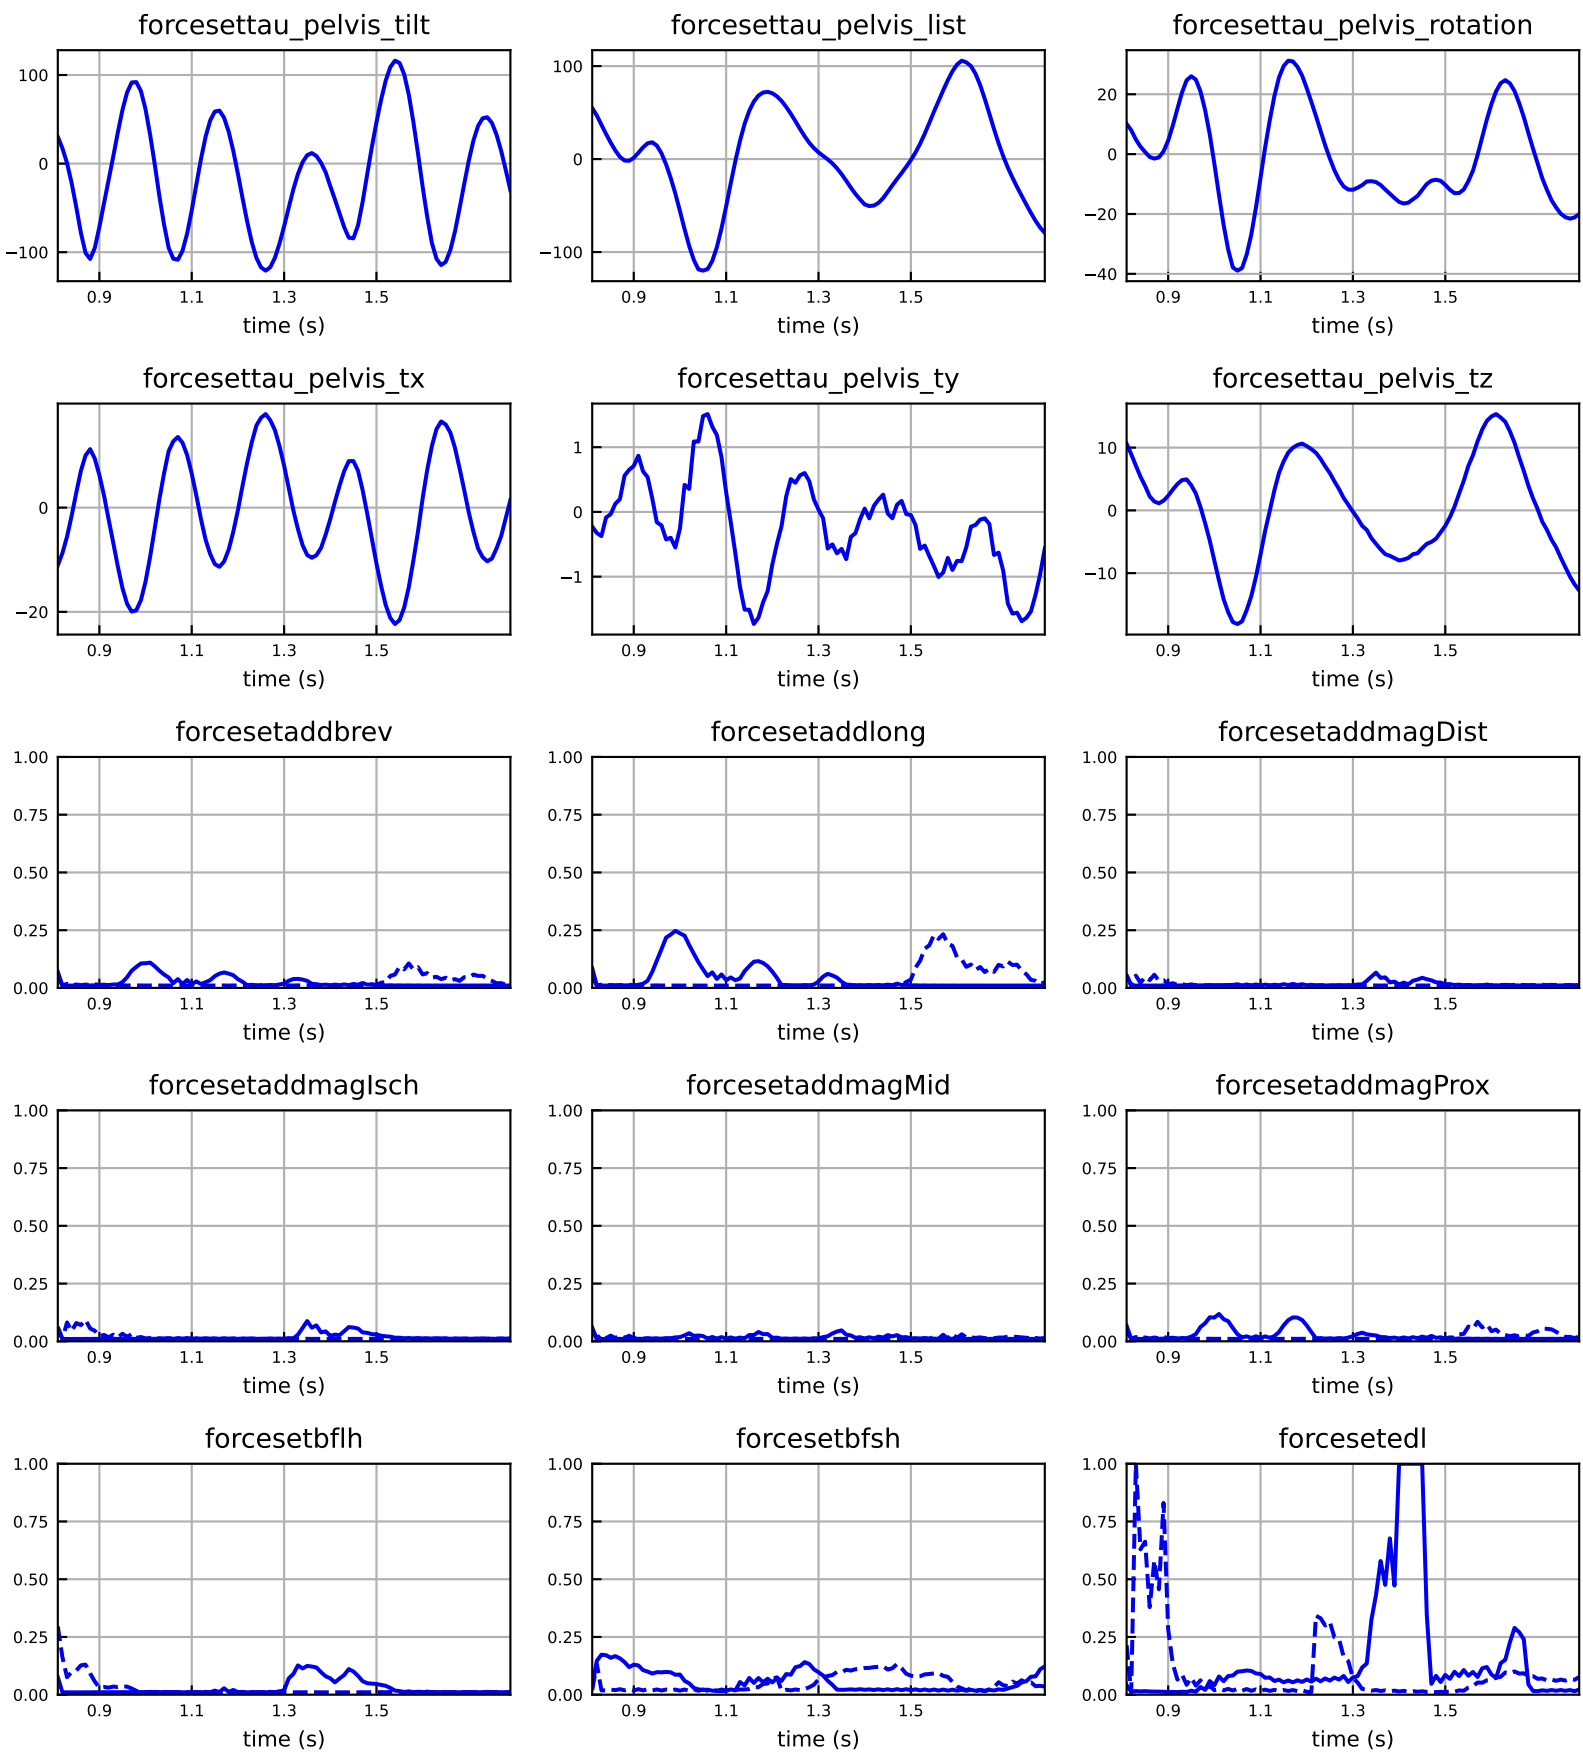 forcesettau_pelvis_tilt
100
0
−100
0.9 1.1 1.3 1.5
time (s)
forcesettau_pelvis_list
100
0
−100
0.9 1.1 1.3 1.5
time (s)
forcesettau_pelvis_rotation
20
0
−20
−40
0.9 1.1 1.3 1.5
time (s)
forcesettau_pelvis_tx
0
−20
0.9 1.1 1.3 1.5
time (s)
forcesettau_pelvis_ty
1
0
−1
0.9 1.1 1.3 1.5
time (s)
forcesettau_pelvis_tz
10
0
−10
0.9 1.1 1.3 1.5
time (s)
forcesetaddbrev
1.00
0.75
0.50
0.25
0.00
0.9 1.1 1.3 1.5
time (s)
forcesetaddlong
1.00
0.75
0.50
0.25
0.00
0.9 1.1 1.3 1.5
time (s)
forcesetaddmagDist
1.00
0.75
0.50
0.25
0.00
0.9 1.1 1.3 1.5
time (s)
forcesetaddmagIsch
1.00
0.75
0.50
0.25
0.00
0.9 1.1 1.3 1.5
time (s)
forcesetaddmagMid
1.00
0.75
0.50
0.25
0.00
0.9 1.1 1.3 1.5
time (s)
forcesetaddmagProx
1.00
0.75
0.50
0.25
0.00
0.9 1.1 1.3 1.5
time (s)
forcesetbflh
1.00
0.75
0.50
0.25
0.00
0.9 1.1 1.3 1.5
time (s)
forcesetbfsh
1.00
0.75
0.50
0.25
0.00
0.9 1.1 1.3 1.5
time (s)
forcesetedl
1.00
0.75
0.50
0.25
0.00
0.9 1.1 1.3 1.5
time (s)